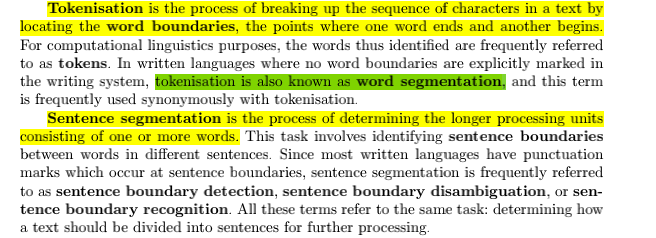 Tokenisation is the process of breaking up the sequence of characters in a text by
locating the word boundaries, the points where one word ends and another begins.
For computational linguistics purposes, the words thus identified are frequently referred
to as tokens. In written languages where no word boundaries are explicitly marked in
the writing system, tokenisation is also known as word segmentation, and this term
is frequently used synonymously with tokenisation.
Sentence segmentation is the process of determining the longer processing units
consisting of one or more words. This task involves identifying sentence boundaries
between words in different sentences. Since most written languages have punctuation
marks which occur at sentence boundaries, sentence segmentation is frequently referred
to as sentence boundary detection, sentence boundary disambiguation, or sen-
tence boundary recognition. All these terms refer to the same task: determining how
a text should be divided into sentences for further processing.